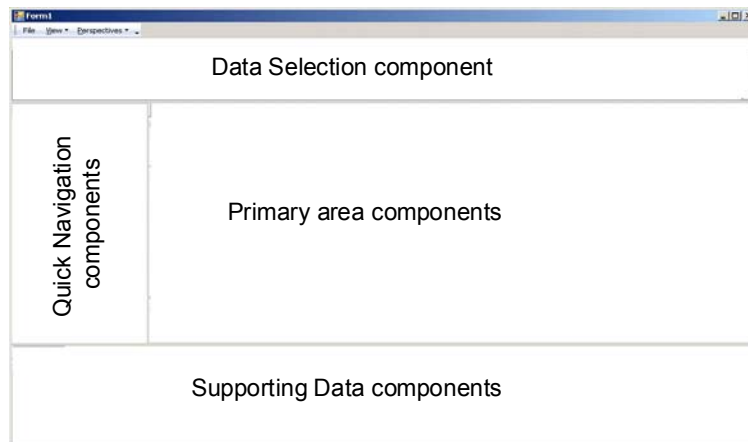 Form1
File View Perspectives
Data Selection component
Quick Navigation
components
Primary area components
Supporting Data components